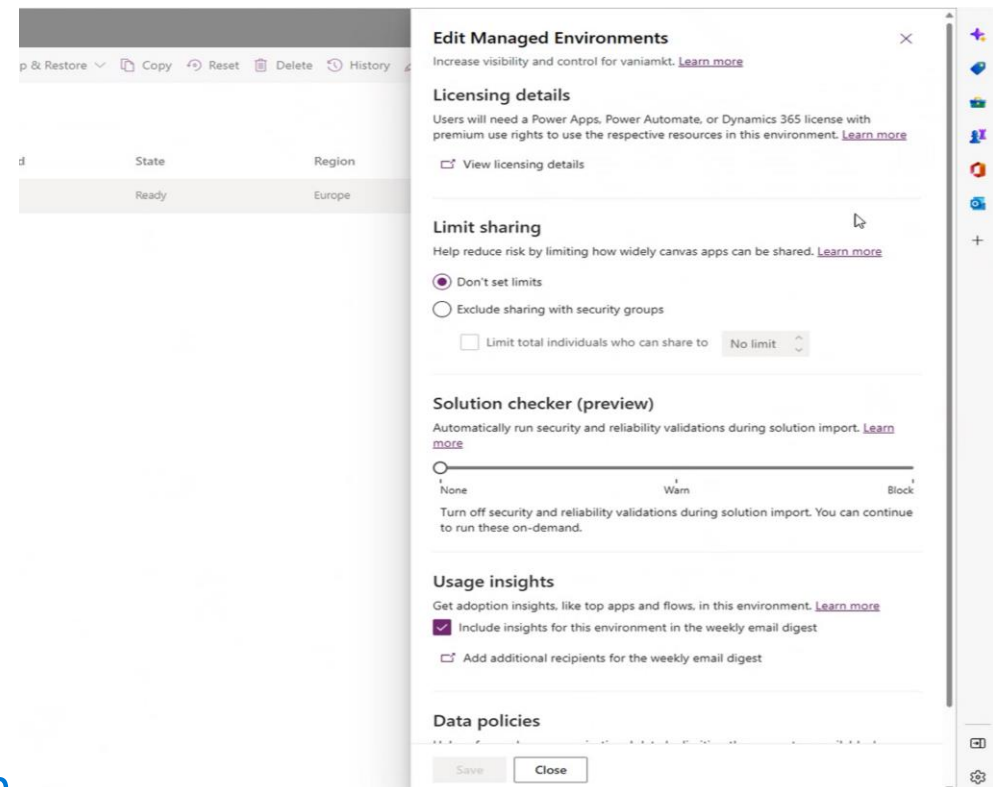 p & Restore Copy Reset Delete History
State Region
Ready Europe
Edit Managed Environments
Increase visibility and control for vaniamkt. Learn more
Licensing details
Users will need a Power Apps, Power Automate, or Dynamics 365 license with
premium use rights to use the respective resources in this environment. Learn more
View licensing details
Limit sharing
Help reduce risk by limiting how widely canvas apps can be shared. Learn more
Don't set limits
Exclude sharing with security groups
Limit total individuals who can share to No limit
Solution checker (preview)
Automatically run security and reliability validations during solution import. Learn
more
None Warn Block
Turn off security and reliability validations during solution import. You can continue
to run these on-demand.
Usage insights
Get adoption insights, like top apps and flows, in this environment. Learn more
Include insights for this environment in the weekly email digest
Add additional recipients for the weekly email digest
Data policies
Save Close